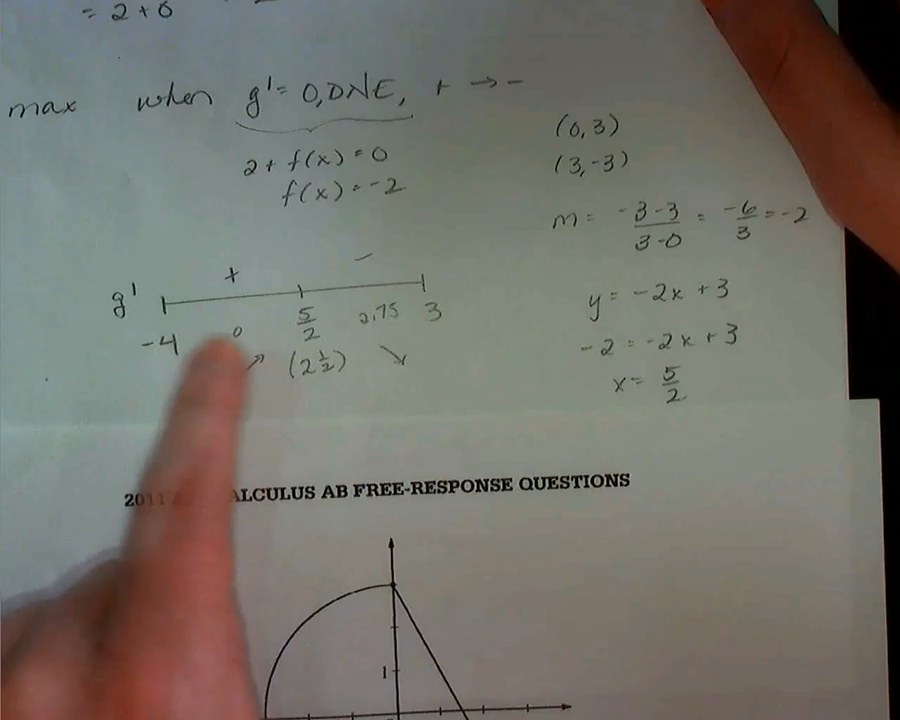 = 2 + 0
max when g' = 0, DNE, + → -
2 + f(x) = 0
f(x) = -2
(0, 3)
(3, -3)
m = -3-3/3-0 = -6/3 = -2
y = -2x + 3
-2 = -2x + 3
x = 5/2
+ -
g'
-4 0 5/2 2.75 3
↗ (2 1/2) ↘
2011 ALCULUS AB FREE-RESPONSE QUESTIONS
1